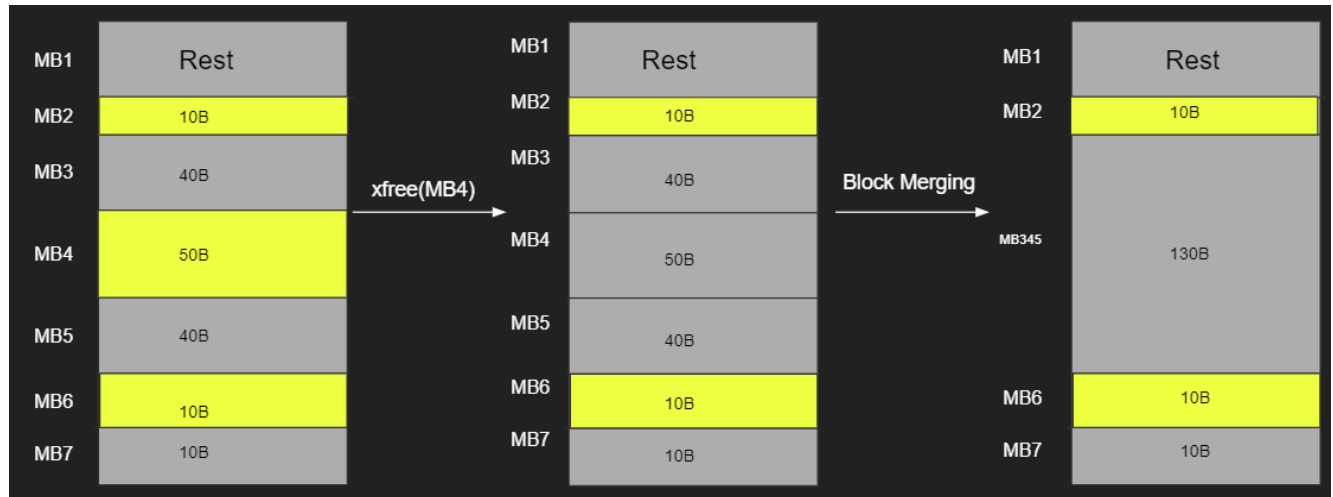 MB1 Rest
MB2 10B
MB3 40B
MB4 50B
MB5 40B
MB6 10B
MB7 10B
xfree(MB4)
MB1 Rest
MB2 10B
MB3 40B
MB4 50B
MB5 40B
MB6 10B
MB7 10B
Block Merging
MB1 Rest
MB2 10B
MB345 130B
MB6 10B
MB7 10B